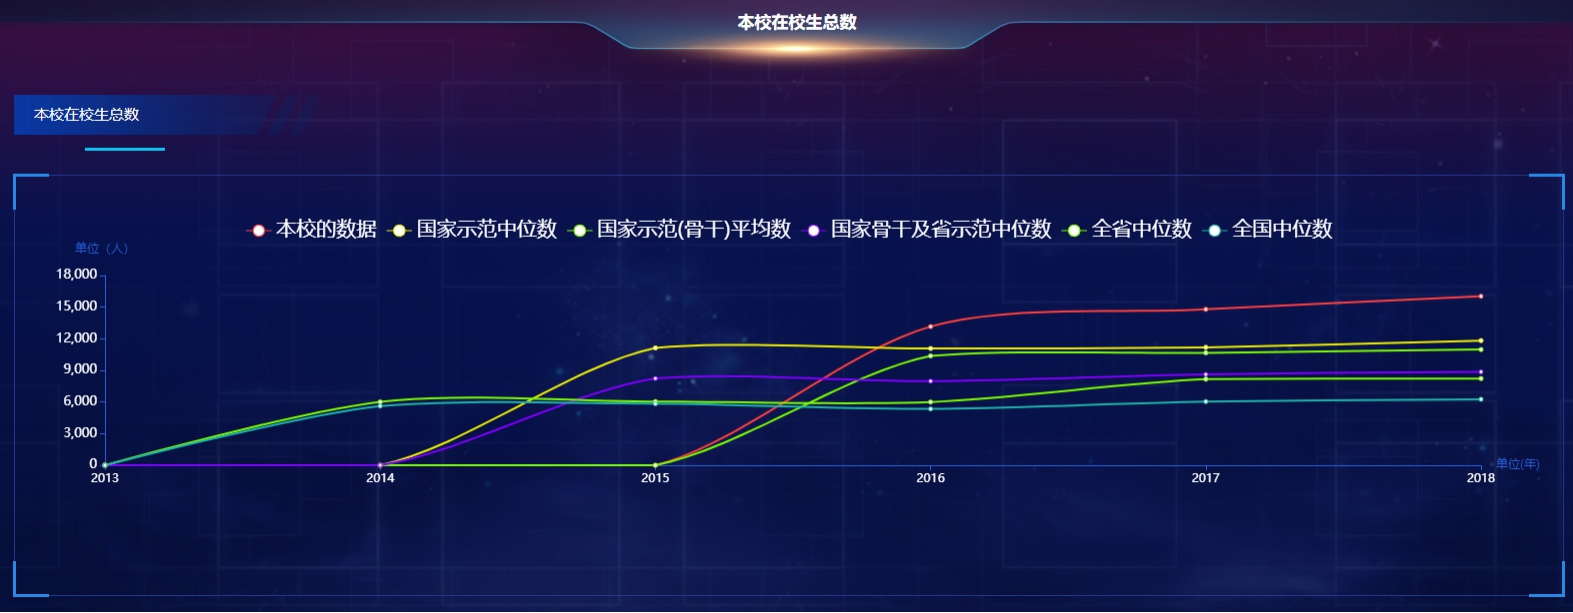 本校在校生总数
本校在校生总数
本校的数据 国家示范中位数 国家示范(骨干)平均数 国家骨干及省示范中位数 全省中位数 全国中位数
单位（人）
18,000
15,000
12,000
9,000
6,000
3,000
0
2013 2014 2015 2016 2017 2018
单位(年)